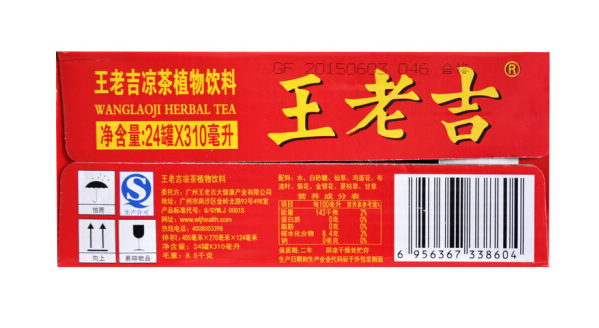 GF 20150603 046 合格
王老吉凉茶植物饮料
WANGLAOJI HERBAL TEA
净含量:24罐X310毫升
王老吉®
怕雨
QS
生产许可
向上
易碎物品
王老吉凉茶植物饮料
委托方：广州王老吉大健康产业有限公司
地址：广州市南沙区金岭北路93号498室
产品标准代号：Q/GYWLJ 0001S
网址：www.wljhealth.com
热线电话：4008003398
体积：405毫米×270毫米×124毫米
净含量：24罐X310毫升
毛重：8.5千克
配料：水、白砂糖、仙草、鸡蛋花、布
渣叶、菊花、金银花、夏枯草、甘草
营养成分表
项目 每100毫升 营养素参考值%
能量 143千焦 2%
蛋白质 0克 0%
脂肪 0克 0%
碳水化合物 8.4克 3%
钠 0毫克 0%
保质期:二年 阴凉干燥处贮存
生产日期和生产企业代码标于外包装侧面
6 956367 338604